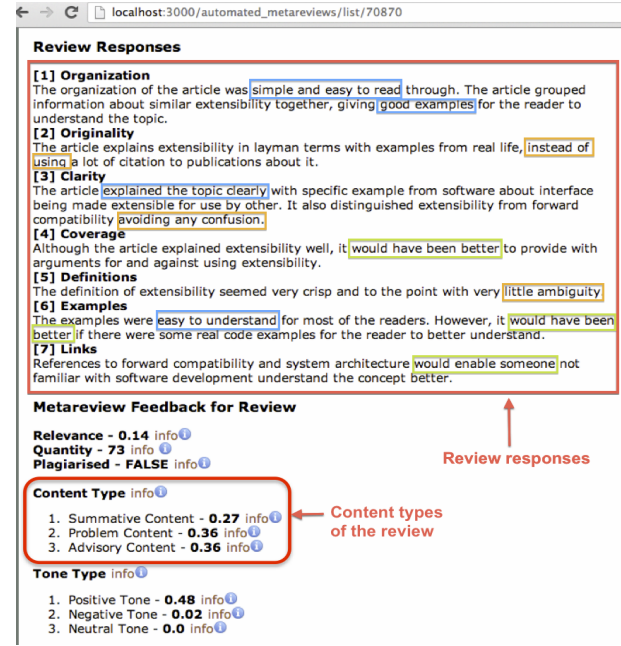 localhost:3000/automated_metareviews/list/70870
Review Responses
[1] Organization
The organization of the article was simple and easy to read through. The article grouped
information about similar extensibility together, giving good examples for the reader to
understand the topic.
[2] Originality
The article explains extensibility in layman terms with examples from real life, instead of
using a lot of citation to publications about it.
[3] Clarity
The article explained the topic clearly with specific example from software about interface
being made extensible for use by other. It also distinguished extensibility from forward
compatibility avoiding any confusion.
[4] Coverage
Although the article explained extensibility well, it would have been better to provide with
arguments for and against using extensibility.
[5] Definitions
The definition of extensibility seemed very crisp and to the point with very little ambiguity
[6] Examples
The examples were easy to understand for most of the readers. However, it would have been
better if there were some real code examples for the reader to better understand.
[7] Links
References to forward compatibility and system architecture would enable someone not
familiar with software development understand the concept better.
Metareview Feedback for Review
Relevance - 0.14 info
Quantity - 73 info
Plagiarised - FALSE info
Review responses
Content Type info
1. Summative Content - 0.27 info
2. Problem Content - 0.36 info
3. Advisory Content - 0.36 info
Content types
of the review
Tone Type info
1. Positive Tone - 0.48 info
2. Negative Tone - 0.02 info
3. Neutral Tone - 0.0 info